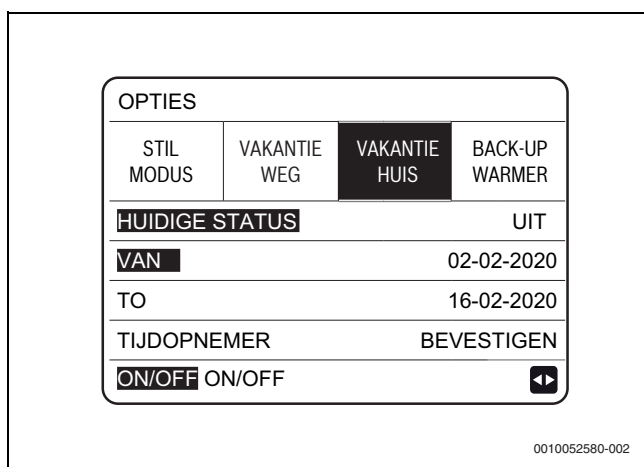 OPTIES
STIL MODUS
VAKANTIE WEG
VAKANTIE HUIS
BACK-UP WARMER
HUIDIGE STATUS UIT
VAN 02-02-2020
TO 16-02-2020
TIJDOPNEMER BEVESTIGEN
ON/OFF ON/OFF
0010052580-002